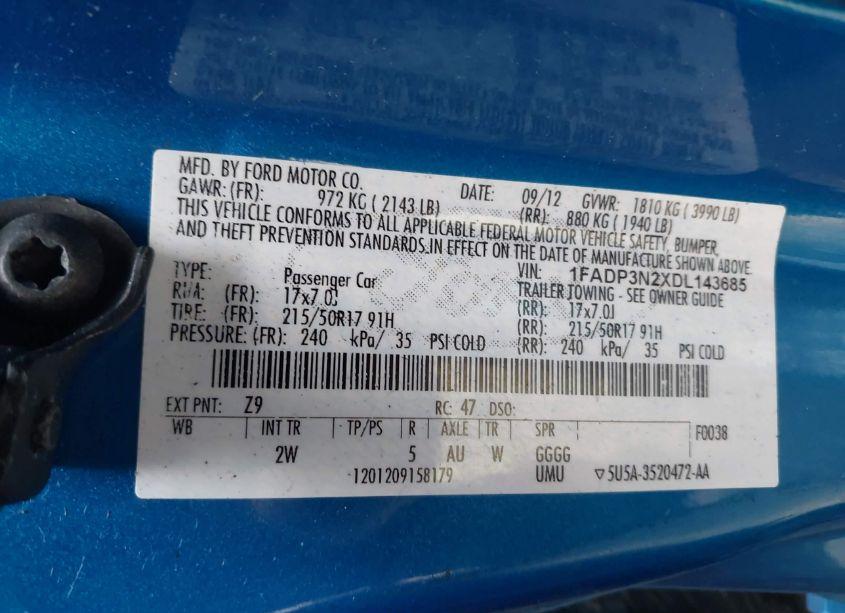 MFD. BY FORD MOTOR CO. DATE: 09/12 GVWR: 1810 KG ( 3990 LB)
GAWR: (FR): 972 KG ( 2143 LB) (RR): 880 KG ( 1940 LB)
THIS VEHICLE CONFORMS TO ALL APPLICABLE FEDERAL MOTOR VEHICLE SAFETY, BUMPER,
AND THEFT PREVENTION STANDARDS IN EFFECT ON THE DATE OF MANUFACTURE SHOWN ABOVE.
VIN: 1FADP3N2XDL143685
TYPE: Passenger Car TRAILER TOWING - SEE OWNER GUIDE
RIM: (FR): 17x7.0J (RR): 17x7.0J
TIRE: (FR): 215/50R17 91H (RR): 215/50R17 91H
PRESSURE: (FR): 240 kPa/ 35 PSI COLD (RR): 240 kPa/ 35 PSI COLD
EXT PNT: Z9 RC: 47 DSO:
WB INT TR TP/PS R AXLE TR SPR F0038
2W 5 AU W GGGG
1201209158179 UMU ▽5U5A-3520472-AA